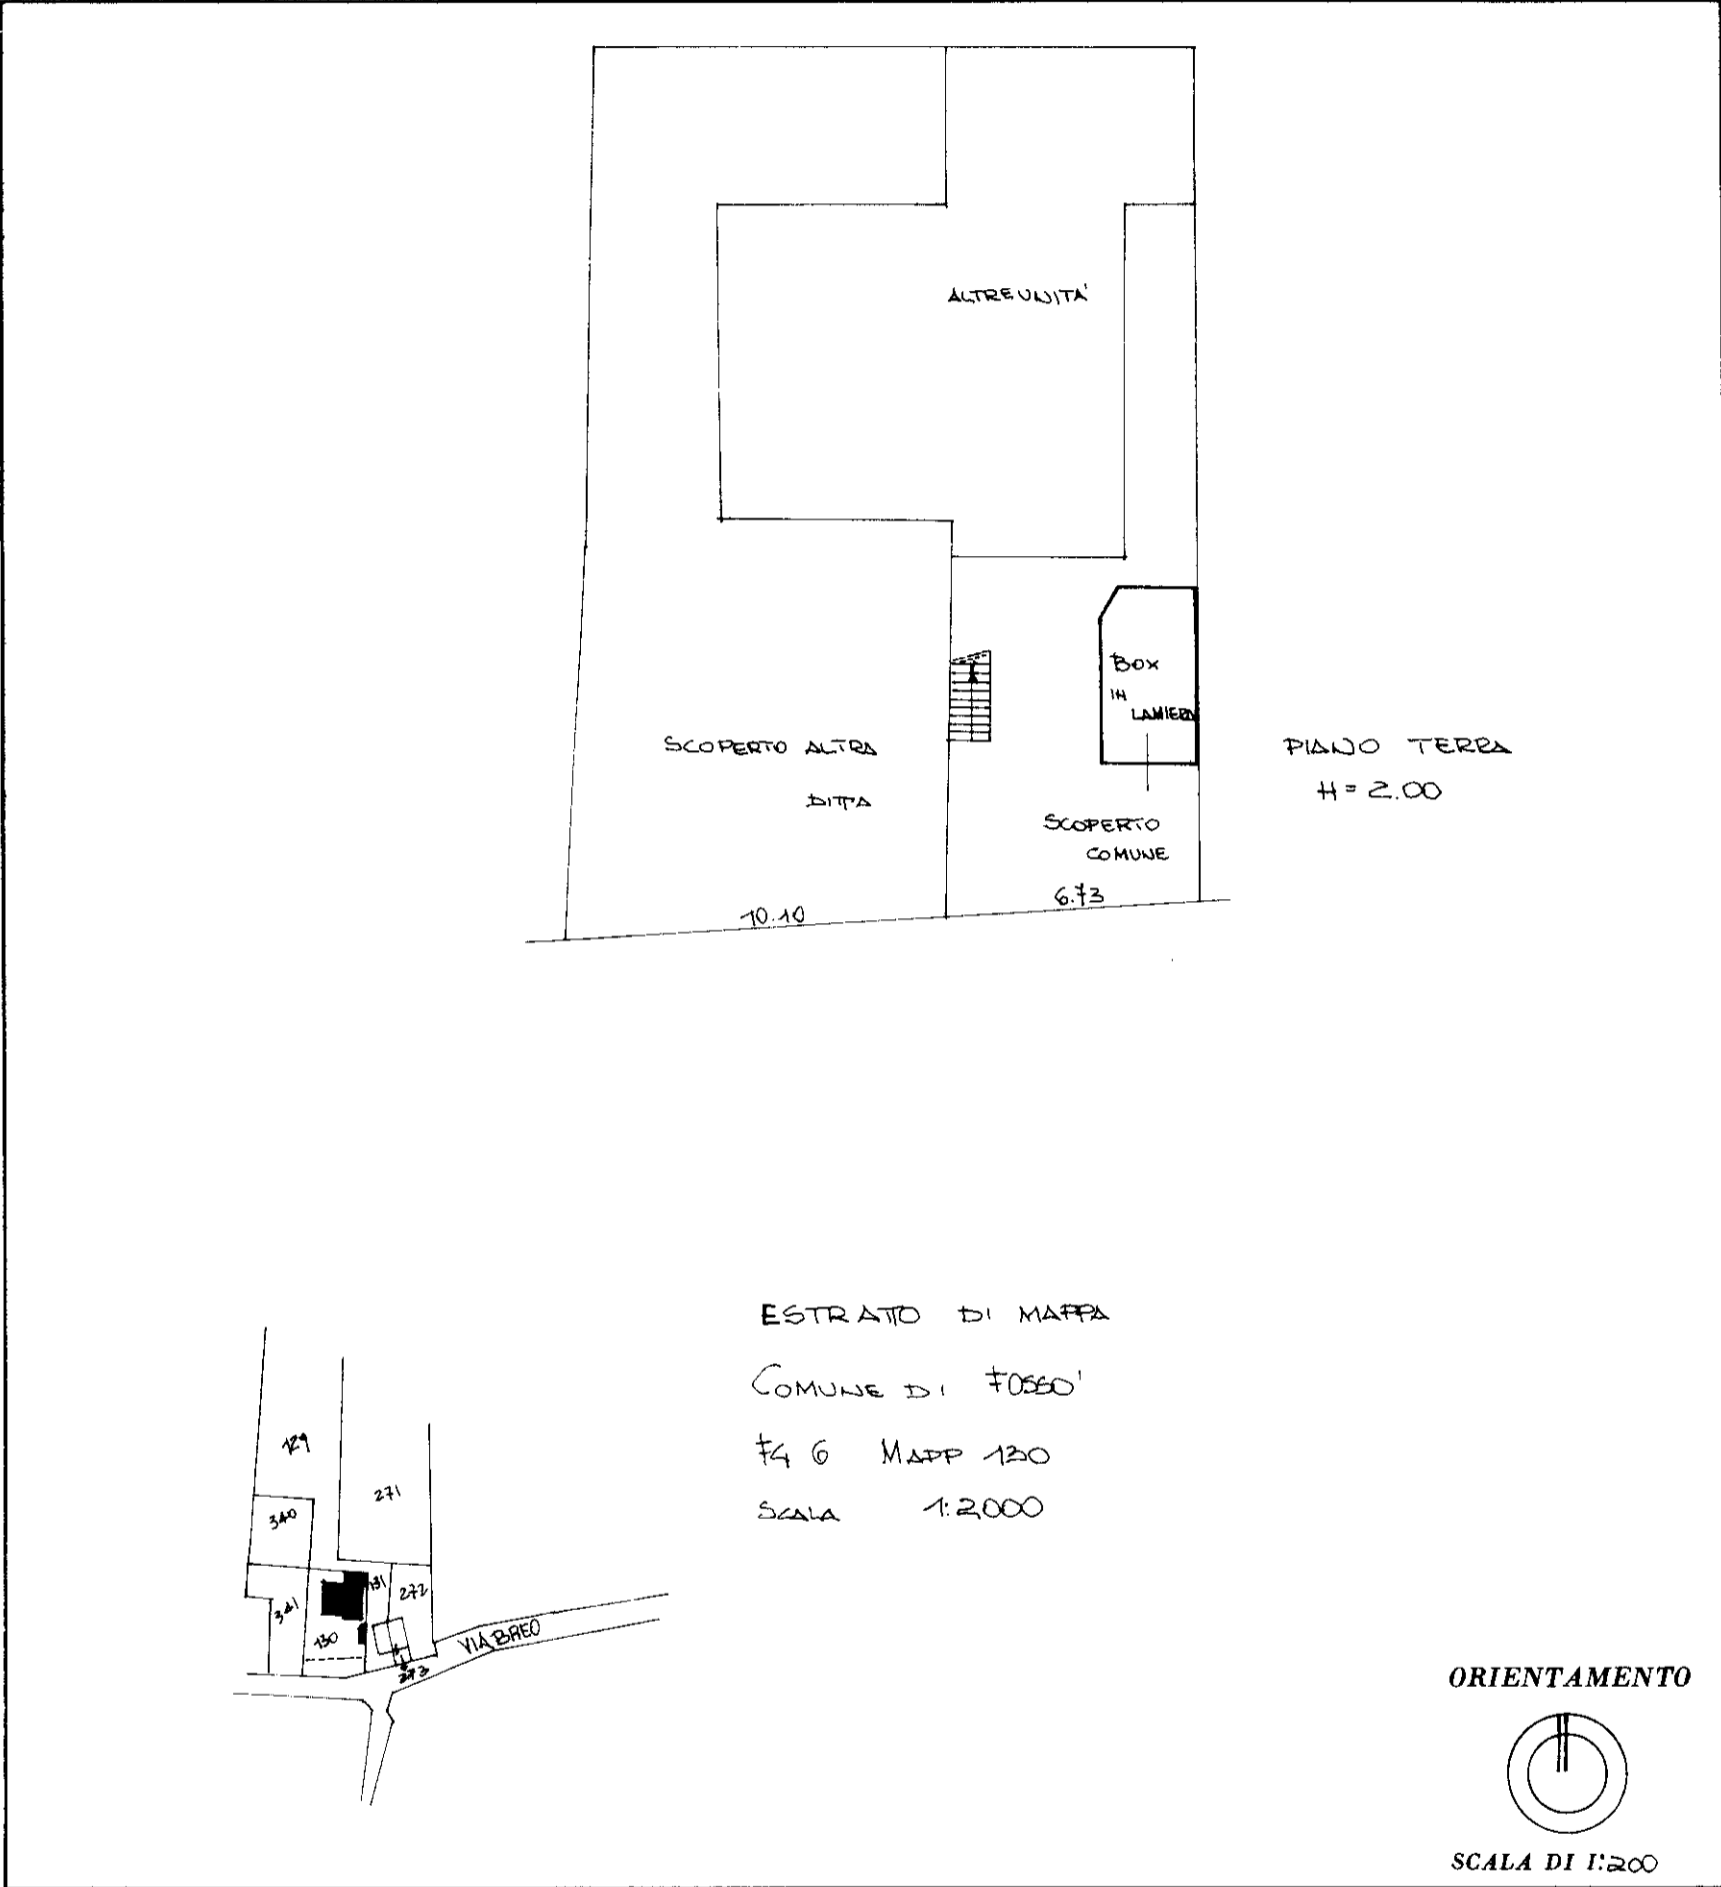 ALTRE UNITA'
BOX
IN
LAMIERA
SCOPERTO ALTRA
DITTA
PIANO TERRA
H = 2.00
SCOPERTO
COMUNE
10.10
6.73
ESTRATTO DI MAPPA
COMUNE DI FOSSO'
FG 6 MAPP 130
SCALA 1:2000
129
271
340
131
272
341
130
VIA BREO
273
ORIENTAMENTO
SCALA DI 1:200